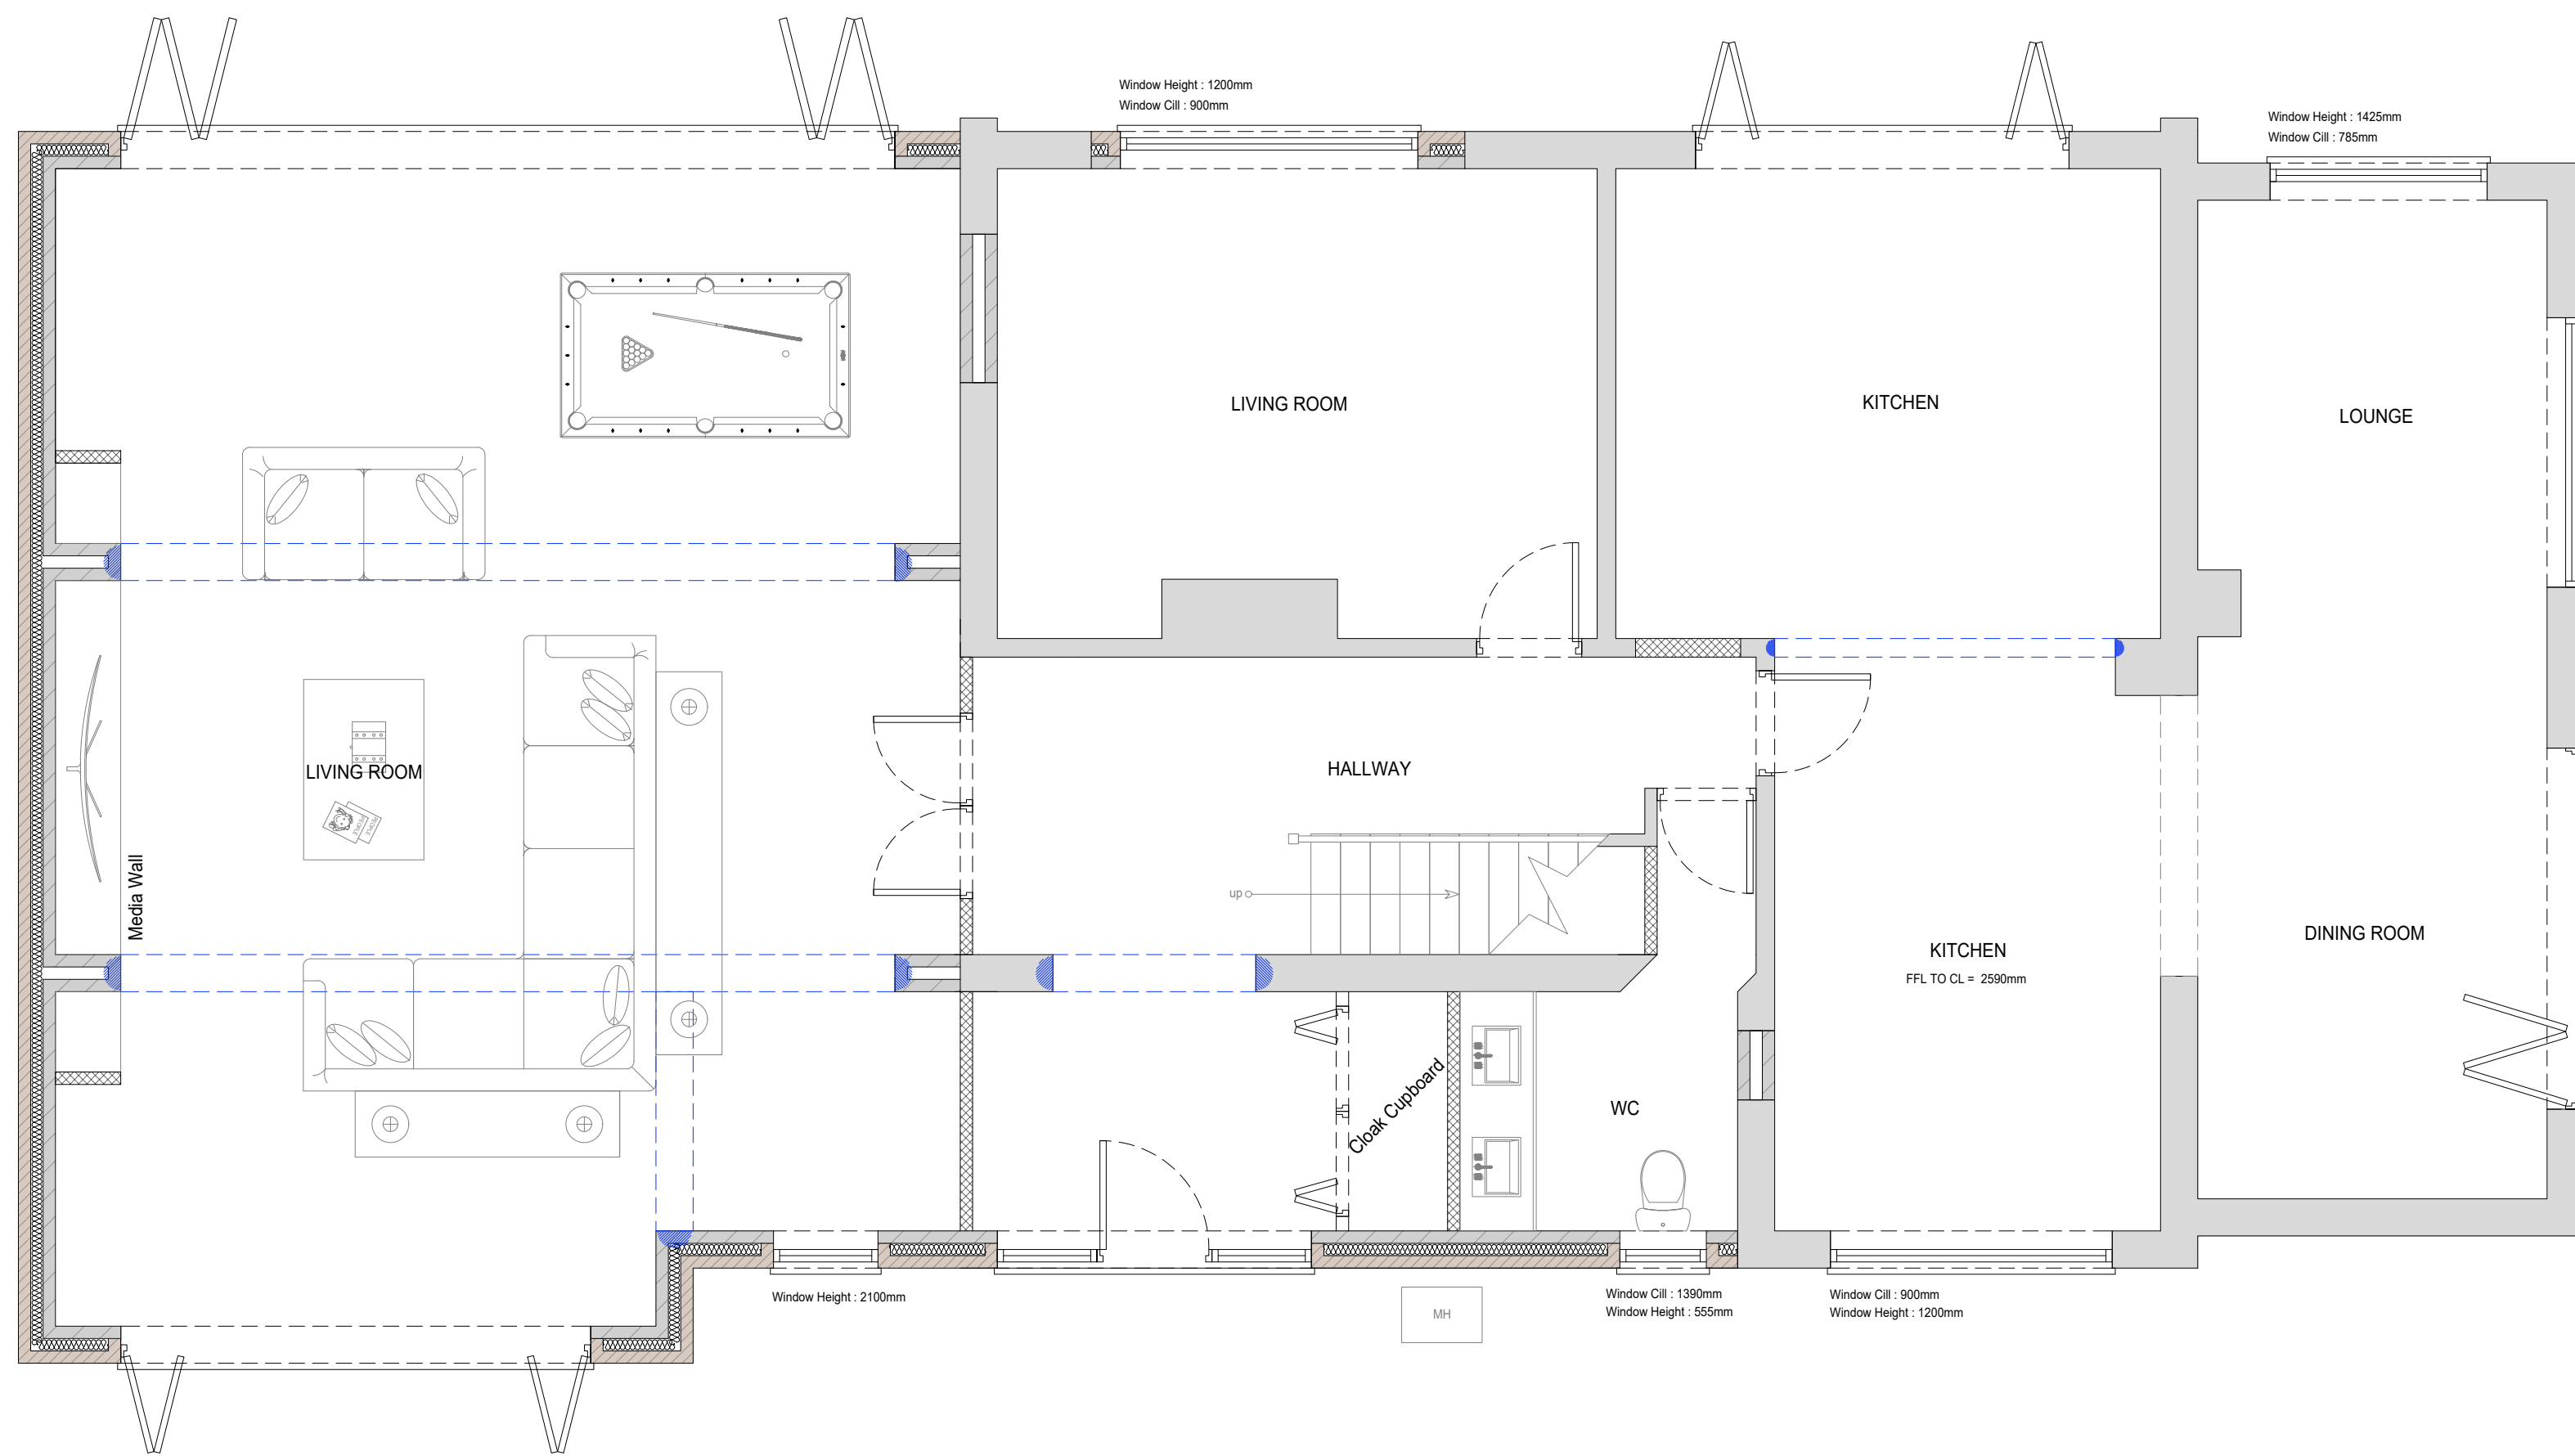 Window Height : 1200mm
Window Cill : 900mm
Window Height : 1425mm
Window Cill : 785mm
LIVING ROOM
KITCHEN
LOUNGE
LIVING ROOM
PEOPLE
PEOPLE
Media Wall
HALLWAY
up
KITCHEN
FFL TO CL = 2590mm
DINING ROOM
Cloak Cupboard
WC
Window Height : 2100mm
MH
Window Cill : 1390mm
Window Height : 555mm
Window Cill : 900mm
Window Height : 1200mm